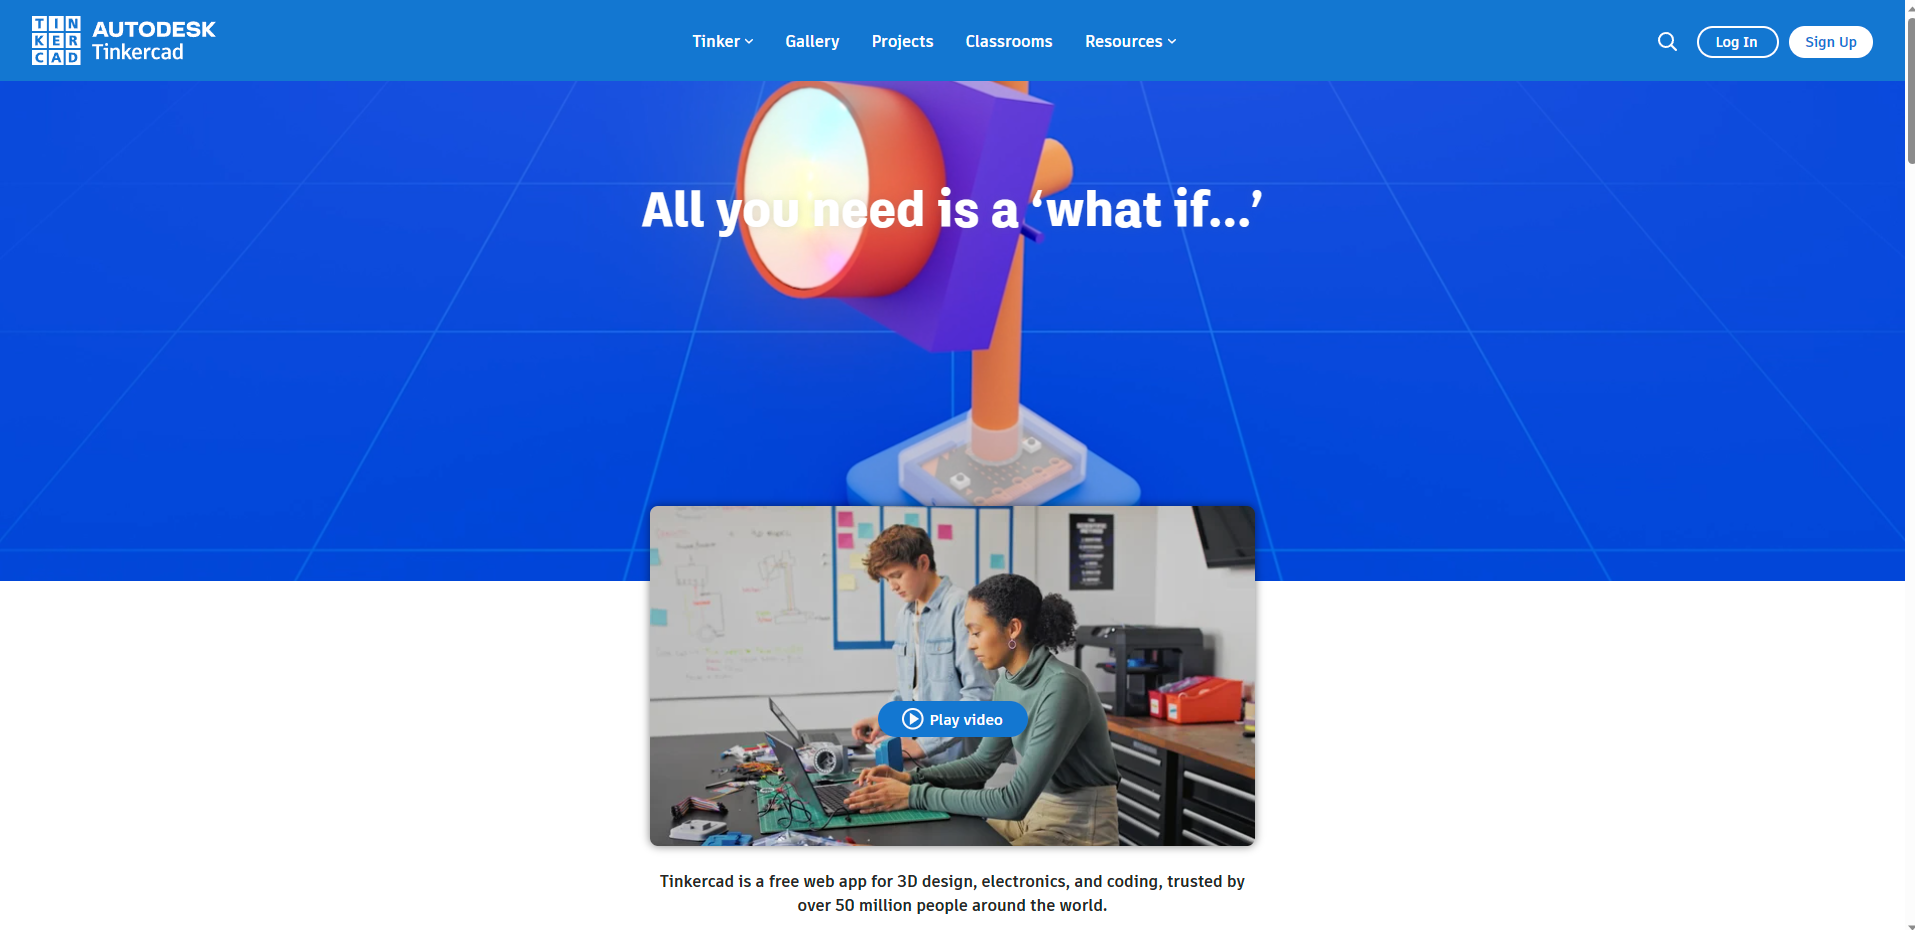 TIN
KER
CAD
AUTODESK
Tinkercad
Tinker
Gallery
Projects
Classrooms
Resources
Log In
Sign Up
All you need is a ‘what if...’
Play video
Tinkercad is a free web app for 3D design, electronics, and coding, trusted by
over 50 million people around the world.